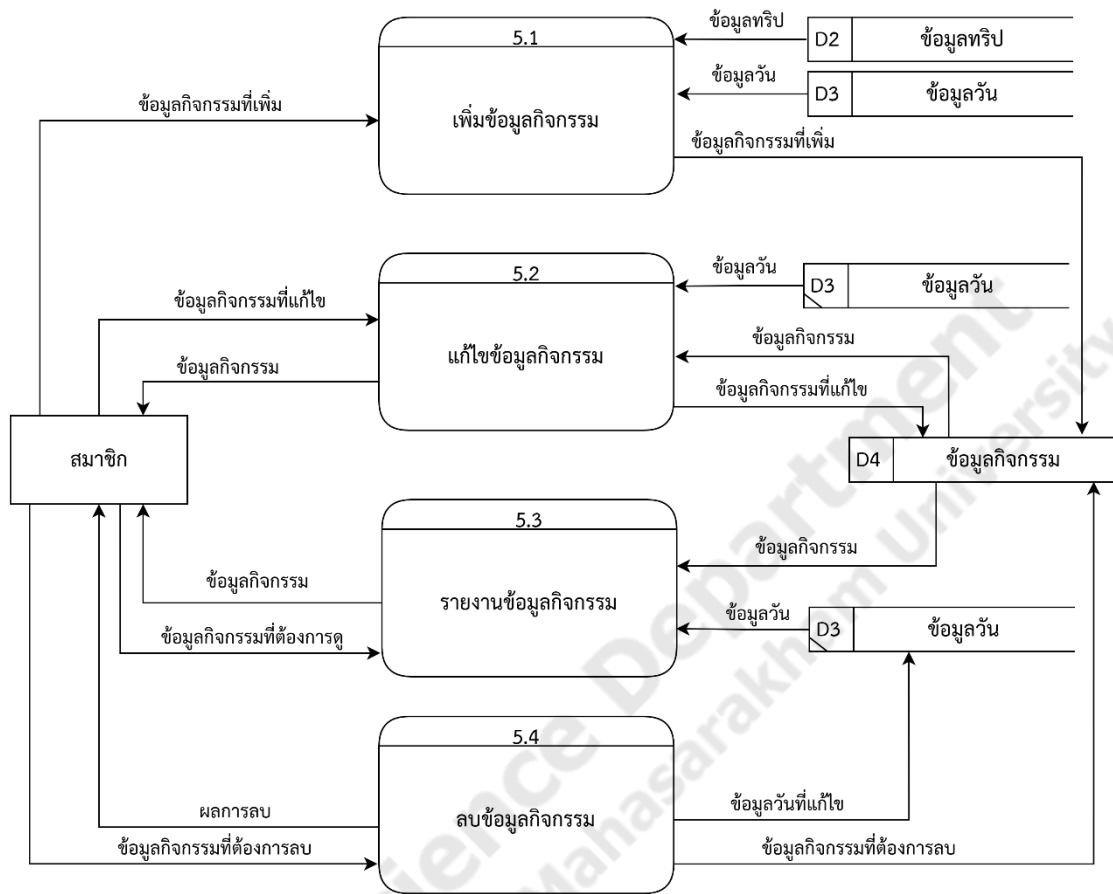 5.1
เพิ่มข้อมูลกิจกรรม
ข้อมูลทริป
D2
ข้อมูลทริป
ข้อมูลวัน
D3
ข้อมูลวัน
ข้อมูลกิจกรรมที่เพิ่ม
ข้อมูลกิจกรรมที่เพิ่ม
5.2
แก้ไขข้อมูลกิจกรรม
ข้อมูลวัน
D3
ข้อมูลวัน
ข้อมูลกิจกรรมที่แก้ไข
ข้อมูลกิจกรรม
ข้อมูลกิจกรรม
ข้อมูลกิจกรรมที่แก้ไข
สมาชิก
D4
ข้อมูลกิจกรรม
5.3
รายงานข้อมูลกิจกรรม
ข้อมูลกิจกรรม
ข้อมูลกิจกรรม
ข้อมูลกิจกรรมที่ต้องการดู
ข้อมูลวัน
D3
ข้อมูลวัน
5.4
ลบข้อมูลกิจกรรม
ผลการลบ
ข้อมูลกิจกรรมที่ต้องการลบ
ข้อมูลวันที่แก้ไข
ข้อมูลกิจกรรมที่ต้องการลบ
ience Department
Mahasarakham University